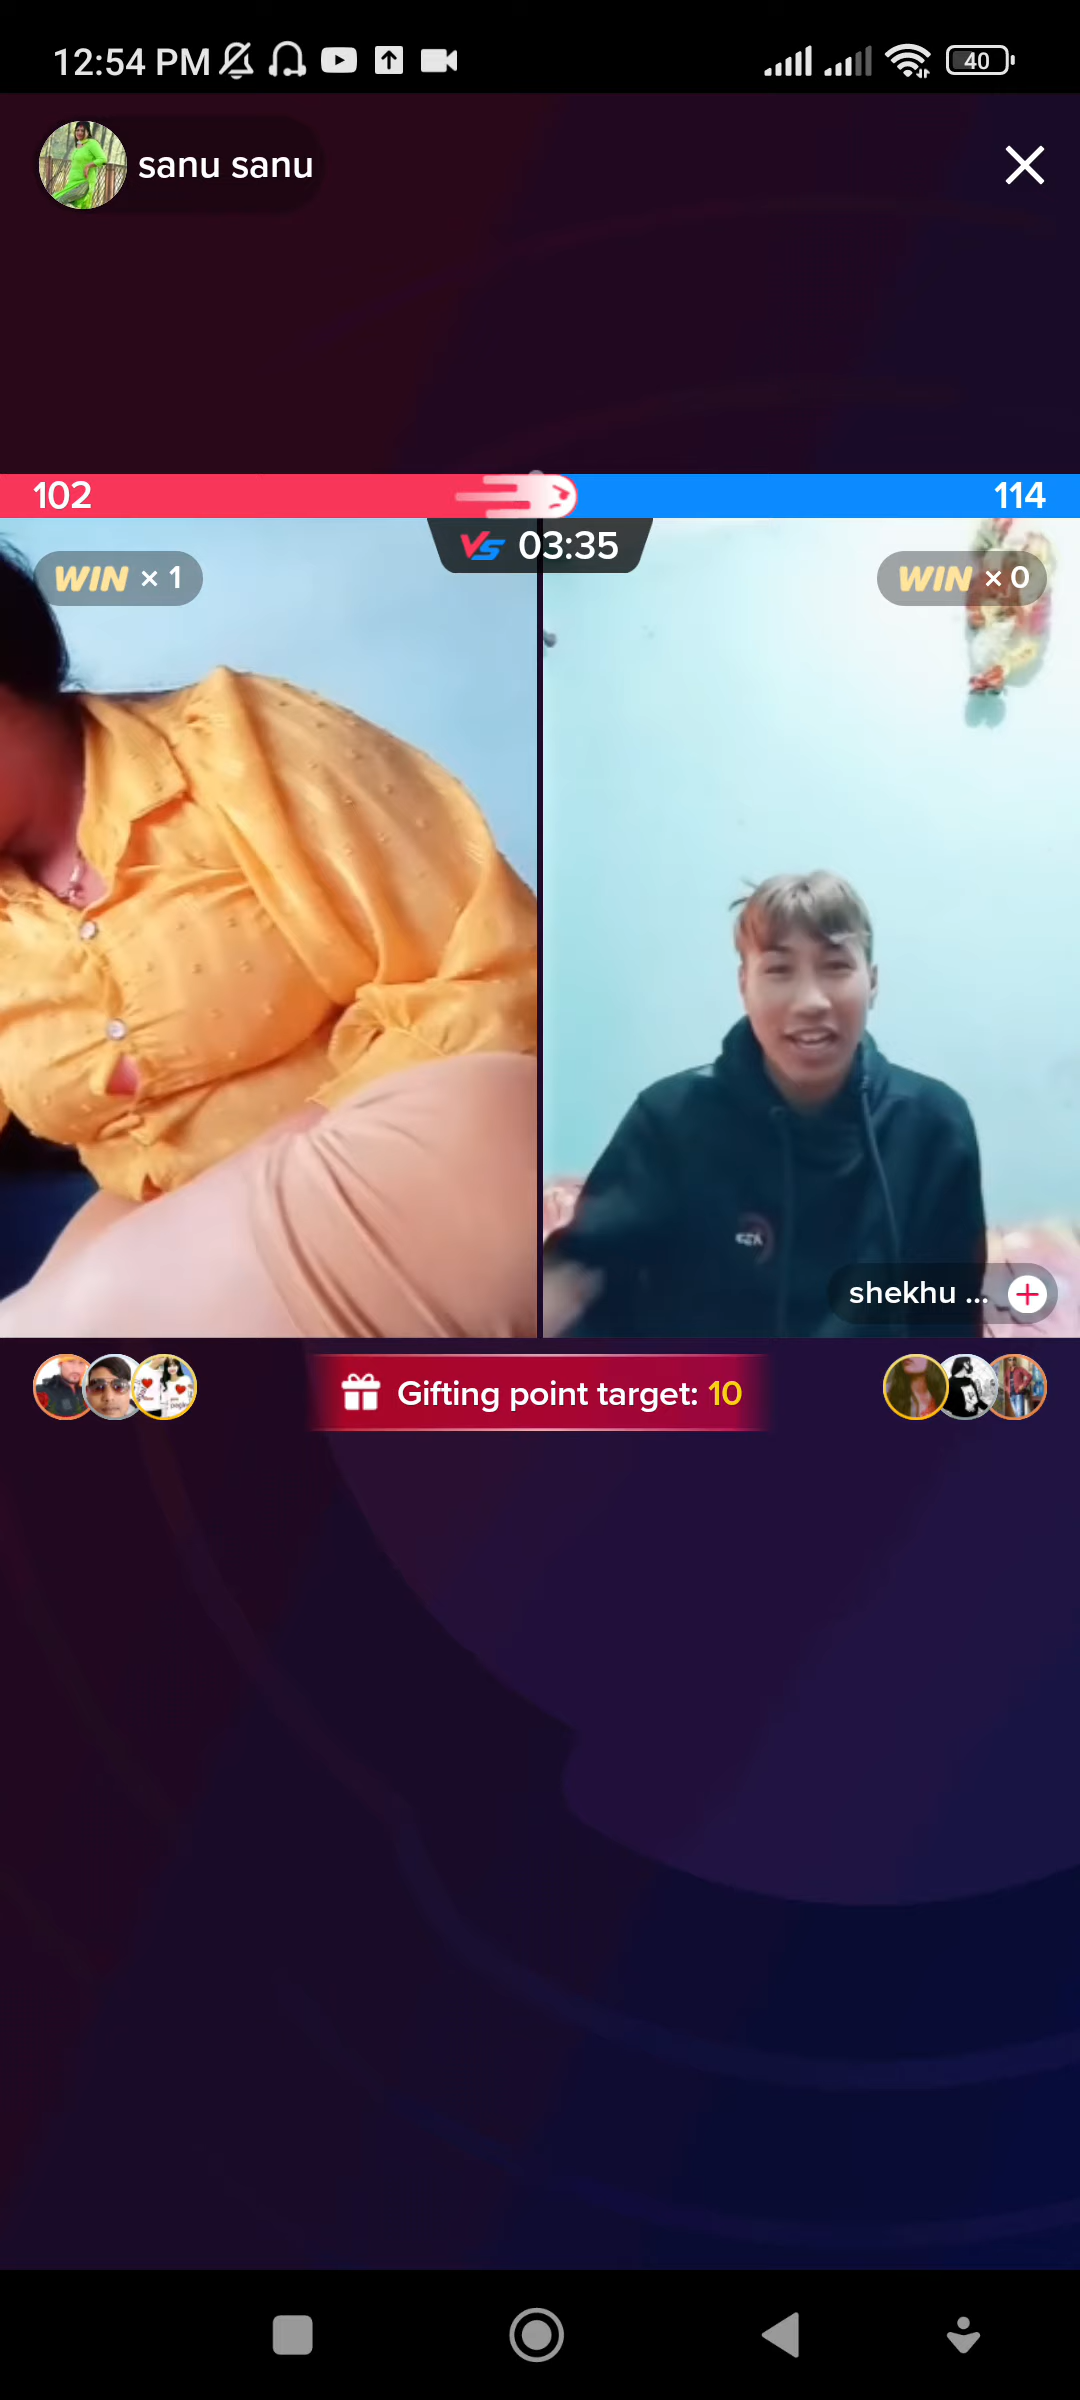 12:54 PM
40
sanu sanu
102
114
VS 03:35
WIN × 1
WIN × 0
shekhu ...
Gifting point target: 10